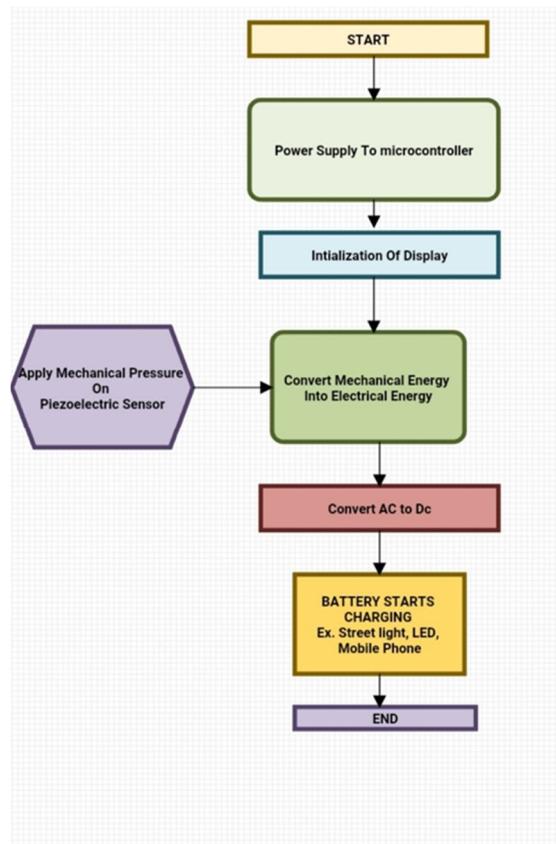 START
Power Supply To microcontroller
Intialization Of Display
Apply Mechanical Pressure
On
Piezoelectric Sensor
Convert Mechanical Energy
Into Electrical Energy
Convert AC to Dc
BATTERY STARTS
CHARGING
Ex. Street light, LED,
Mobile Phone
END